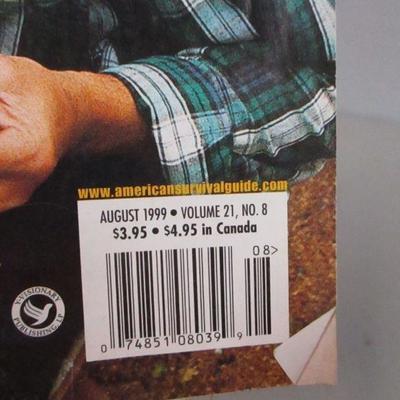 www.americansurvivalguide.com
AUGUST 1999 • VOLUME 21, NO. 8
$3.95 • $4.95 in Canada
08>
0 74851 08039 9
Y-VISIONARY
PUBLISHING, LP